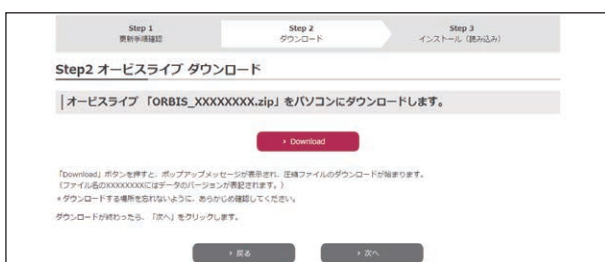 Step 1
更新手順確認
Step 2
ダウンロード
Step 3
インストール（読み込み）
Step2 オービスライブ ダウンロード
オービスライブ 「ORBIS_XXXXXXXX.zip」をパソコンにダウンロードします。
Download
「Download」ボタンを押すと、ポップアップメッセージが表示され、圧縮ファイルのダウンロードが始まります。
（ファイル名のXXXXXXXXにはデータのバージョンが表記されます。）
＊ダウンロードする場所を忘れないように、あらかじめ確認してください。
ダウンロードが終わったら、「次へ」をクリックします。
戻る
次へ